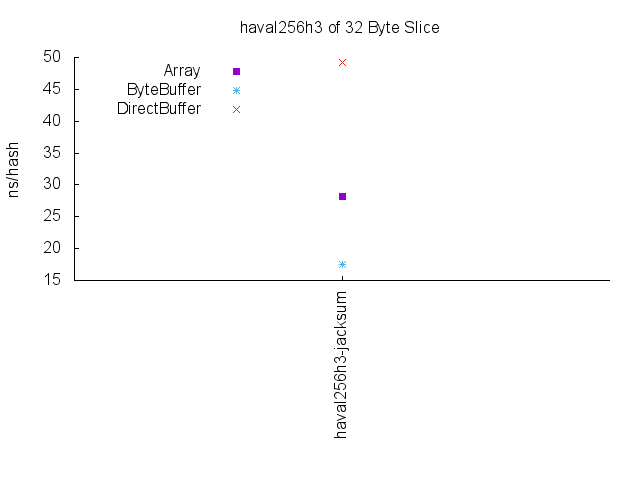 haval256h3 of 32 Byte Slice
50
45
40
35
30
25
20
15
ns/hash
Array
ByteBuffer
DirectBuffer
haval256h3-jacksum